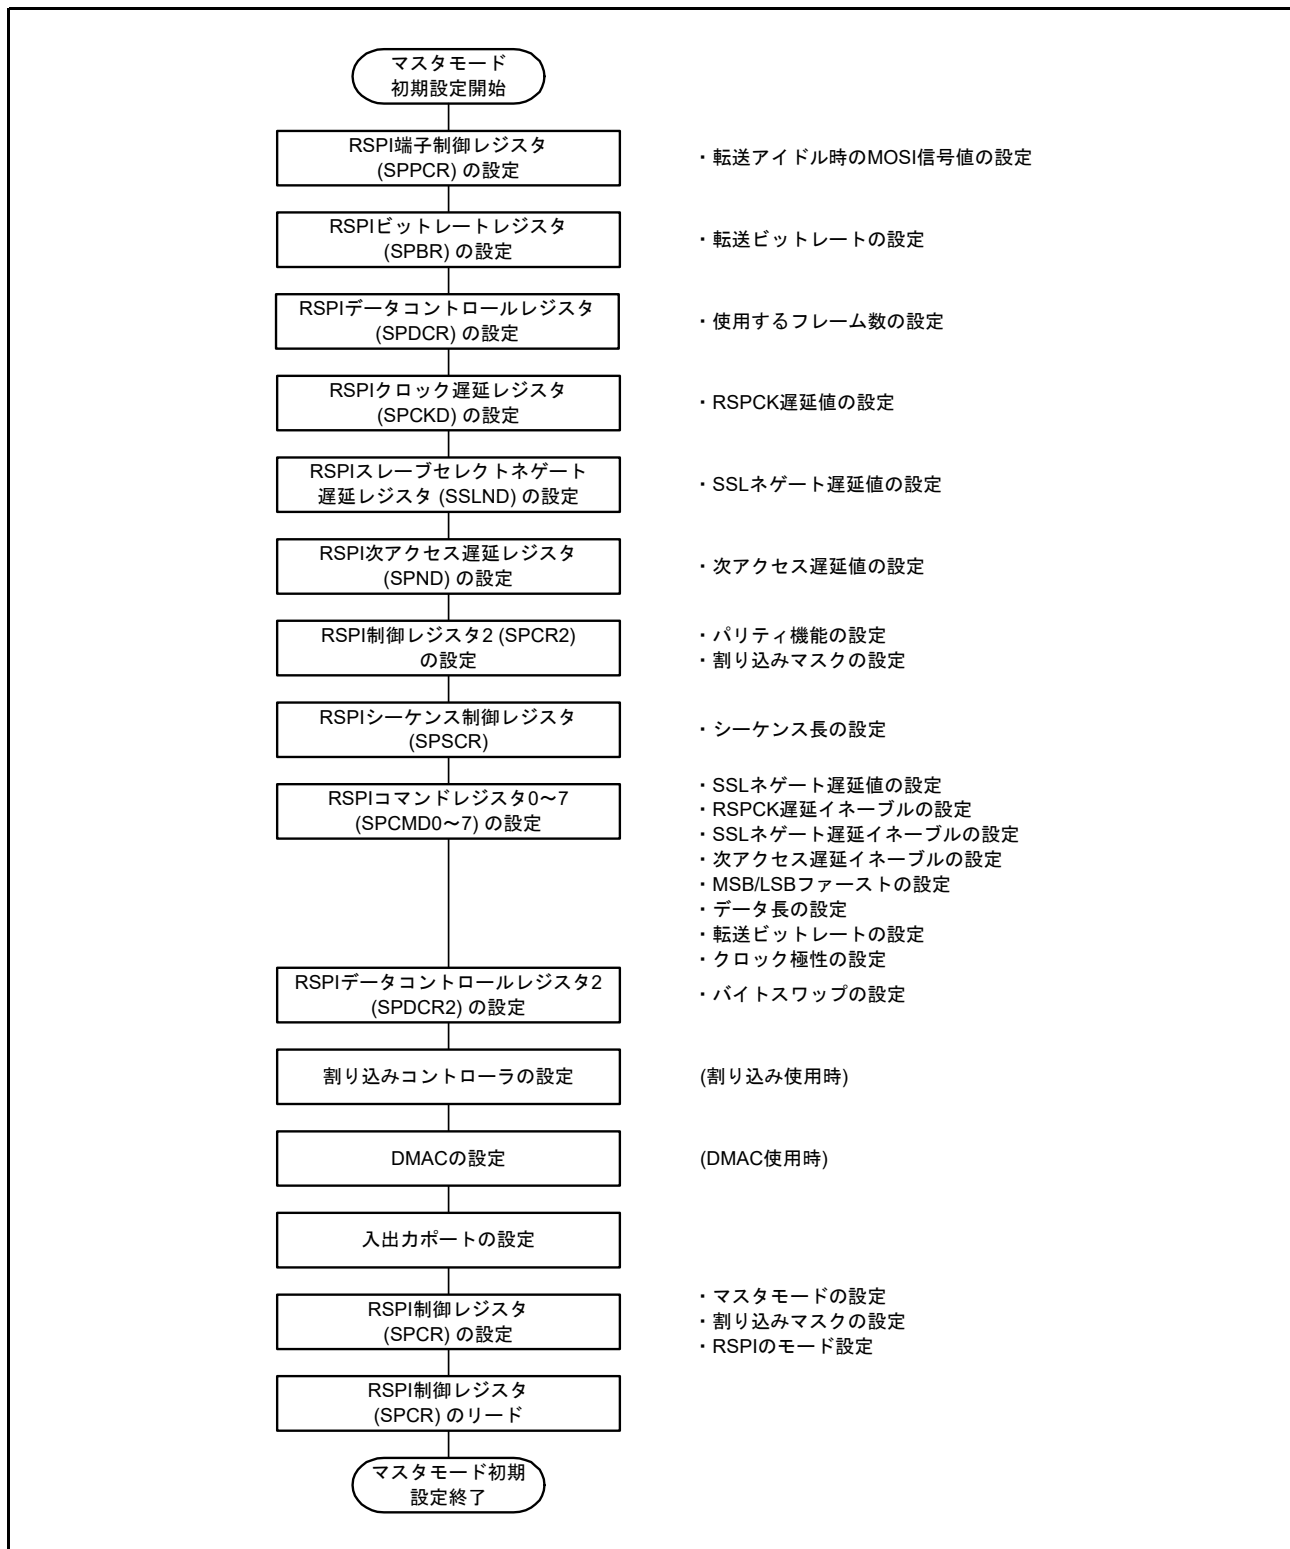 マスタモード
初期設定開始
RSPI端子制御レジスタ
(SPPCR) の設定
・転送アイドル時のMOSI信号値の設定
RSPIビットレートレジスタ
(SPBR) の設定
・転送ビットレートの設定
RSPIデータコントロールレジスタ
(SPDCR) の設定
・使用するフレーム数の設定
RSPIクロック遅延レジスタ
(SPCKD) の設定
・RSPCK遅延値の設定
RSPIスレーブセレクトネゲート
遅延レジスタ (SSLND) の設定
・SSLネゲート遅延値の設定
RSPI次アクセス遅延レジスタ
(SPND) の設定
・次アクセス遅延値の設定
RSPI制御レジスタ2 (SPCR2)
の設定
・パリティ機能の設定
・割り込みマスクの設定
RSPIシーケンス制御レジスタ
(SPSCR)
・シーケンス長の設定
RSPIコマンドレジスタ0～7
(SPCMD0～7) の設定
・SSLネゲート遅延値の設定
・RSPCK遅延イネーブルの設定
・SSLネゲート遅延イネーブルの設定
・次アクセス遅延イネーブルの設定
・MSB/LSBファーストの設定
・データ長の設定
・転送ビットレートの設定
・クロック極性の設定
RSPIデータコントロールレジスタ2
(SPDCR2) の設定
・バイトスワップの設定
割り込みコントローラの設定
(割り込み使用時)
DMACの設定
(DMAC使用時)
入出力ポートの設定
RSPI制御レジスタ
(SPCR) の設定
・マスタモードの設定
・割り込みマスクの設定
・RSPIのモード設定
RSPI制御レジスタ
(SPCR) のリード
マスタモード初期
設定終了